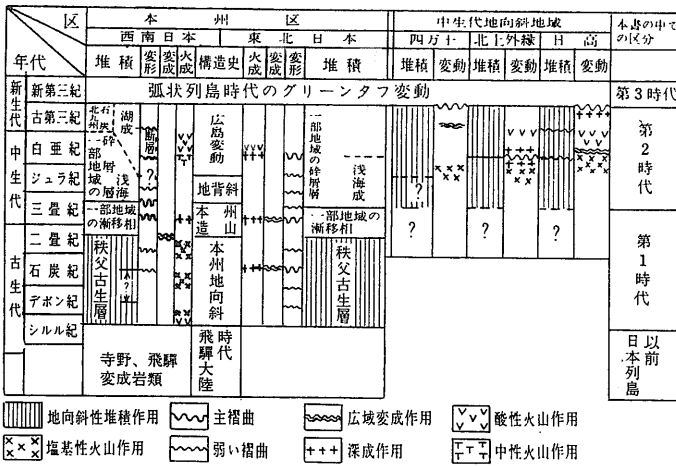 区
年代
本州区
中生代地向斜地域
本書の中での区分
西南日本
東北日本
四万十
北上外縁
日高
堆積
変形
変成
火成
構造史
火成
変成
変形
堆積
堆積
変動
堆積
変動
堆積
変動
新生代
新第三紀
古第三紀
弧状列島時代のグリーンタフ変動
第3時代
中生代
白亜紀
ジュラ紀
三畳紀
北九州
石炭
湖成
一部地域の砕屑層
浅海
断層
?
広島変動
地背斜
本州造山
一部地域の砕屑層
浅海成
第2時代
一部地域の漸移相
一部地域の漸移相
?
?
?
?
?
古生代
二畳紀
石炭紀
デボン紀
シルル紀
秩父古生層
?
本州地向斜
秩父古生層
第1時代
寺野、飛驒変成岩類
飛驒大陸時代
日本列島以前
地向斜性堆積作用
主褶曲
広域変成作用
酸性火山作用
塩基性火山作用
弱い褶曲
深成作用
中性火山作用